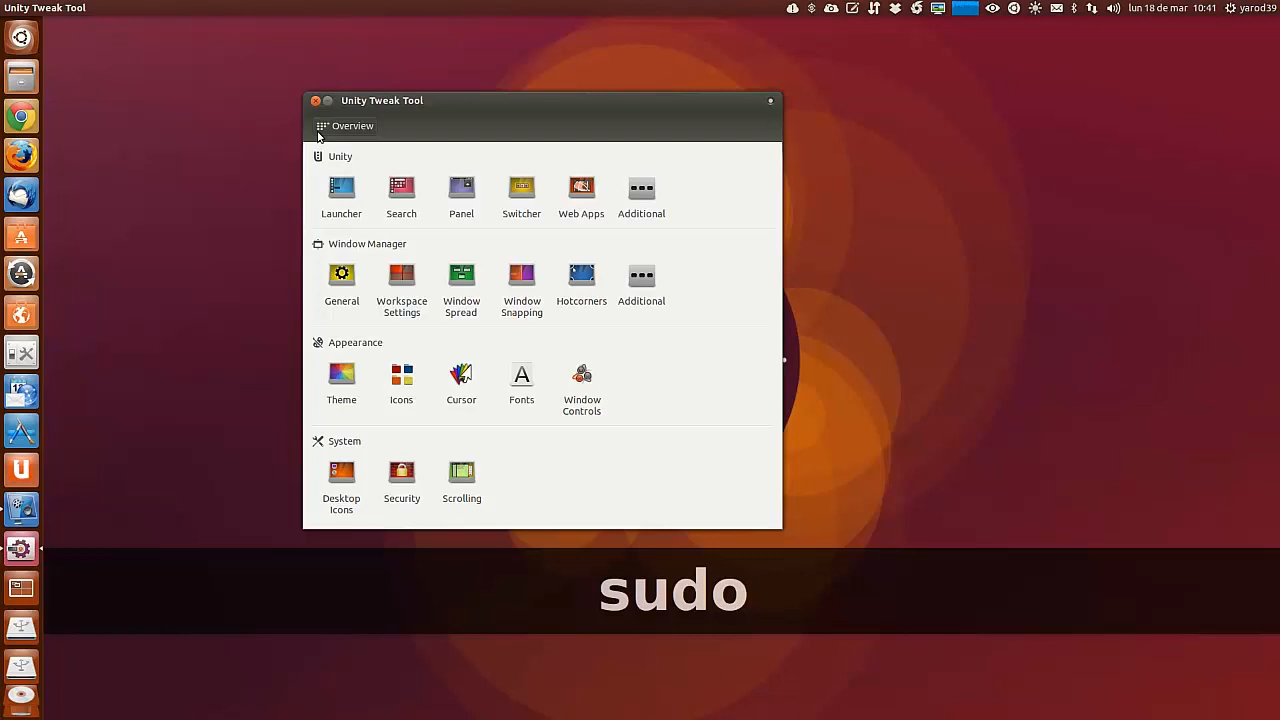 Unity Tweak Tool
lun 18 de mar 10:41 yarod39
Unity Tweak Tool
Overview
Unity
Launcher Search Panel Switcher Web Apps Additional
Window Manager
General Workspace Settings Window Spread Window Snapping Hotcorners Additional
Appearance
Theme Icons Cursor Fonts Window Controls
System
Desktop Icons Security Scrolling
sudo